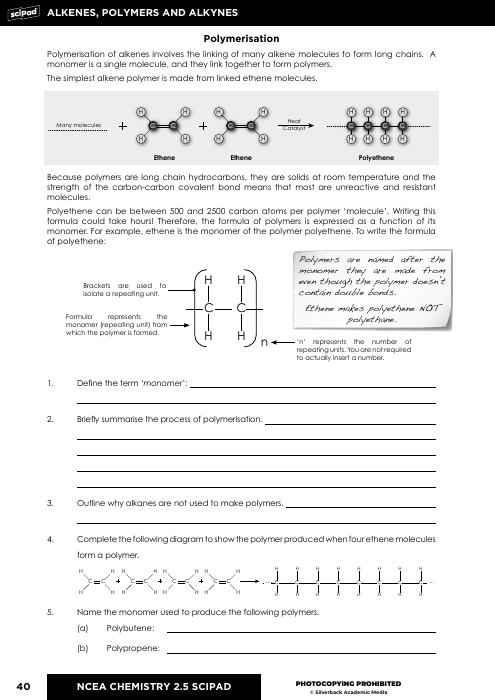 scipad ALKENES, POLYMERS AND ALKYNES
Polymerisation
Polymerisation of alkenes involves the linking of many alkene molecules to form long chains. A
monomer is a single molecule, and they link together to form polymers.
The simplest alkene polymer is made from linked ethene molecules.
H H H H H H H H
Many molecules + C C + C C Heat C C C C
Catalyst
H H H H H H H H
Ethene Ethene Polyethene
Because polymers are long chain hydrocarbons, they are solids at room temperature and the
strength of the carbon-carbon covalent bond means that most are unreactive and resistant
molecules.
Polyethene can be between 500 and 2500 carbon atoms per polymer ‘molecule’. Writing this
formula could take hours! Therefore, the formula of polymers is expressed as a function of its
monomer. For example, ethene is the monomer of the polymer polyethene. To write the formula
of polyethene:
Brackets are used to
isolate a repeating unit.
Formula represents the
monomer (repeating unit) from
which the polymer is formed.
H H
C C
H H
n
‘n’ represents the number of
repeating units. You are not required
to actually insert a number.
Polymers are named after the
monomer they are made from
even though the polymer doesn't
contain double bonds.
Ethene makes polyethene NOT
polyethane.
1. Define the term ‘monomer’:
2. Briefly summarise the process of polymerisation.
3. Outline why alkanes are not used to make polymers.
4. Complete the following diagram to show the polymer produced when four ethene molecules
form a polymer.
H H H H H H H H H H H H H H H
C = C + C = C + C = C + C = C
H H H H H H H H
5. Name the monomer used to produce the following polymers.
(a) Polybutene:
(b) Polypropene:
40 NCEA CHEMISTRY 2.5 SCIPAD PHOTOCOPYING PROHIBITED
© Silverback Academic Media